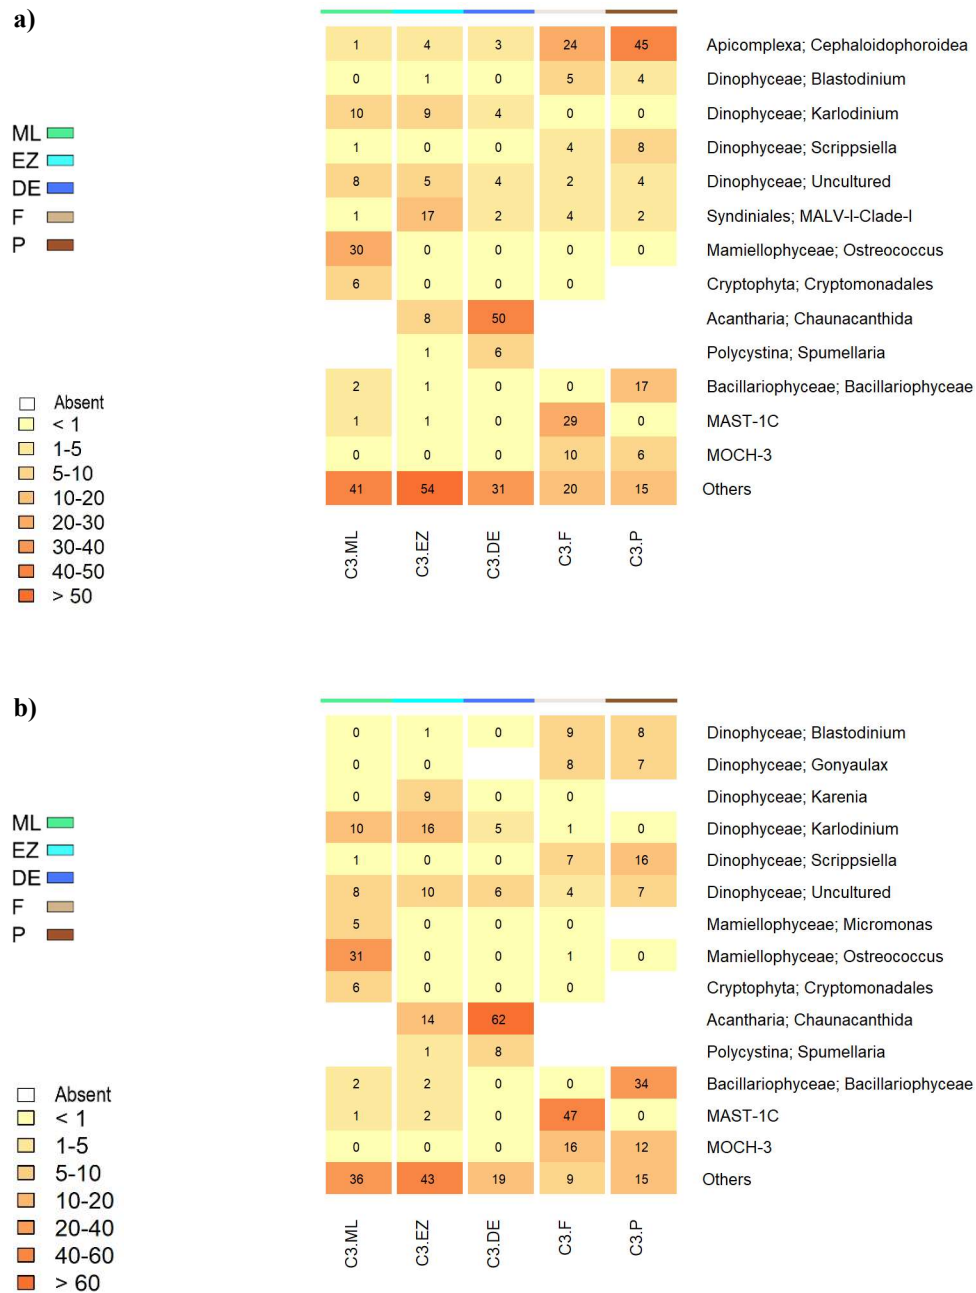 a)
1 4 3 24 45 Apicomplexa; Cephaloidophoroidea
0 1 0 5 4 Dinophyceae; Blastodinium
10 9 4 0 0 Dinophyceae; Karlodinium
1 0 0 4 8 Dinophyceae; Scrippsiella
8 5 4 2 4 Dinophyceae; Uncultured
1 17 2 4 2 Syndiniales; MALV-I-Clade-I
30 0 0 0 0 Mamiellophyceae; Ostreococcus
6 0 0 0 Cryptophyta; Cryptomonadales
8 50 Acantharia; Chaunacanthida
1 6 Polycystina; Spumellaria
2 1 0 0 17 Bacillariophyceae; Bacillariophyceae
1 1 0 29 0 MAST-1C
0 0 0 10 6 MOCH-3
41 54 31 20 15 Others
C3.ML C3.EZ C3.DE C3.F C3.P
ML
EZ
DE
F
P
Absent
< 1
1-5
5-10
10-20
20-30
30-40
40-50
> 50
b)
0 1 0 9 8 Dinophyceae; Blastodinium
0 0 8 7 Dinophyceae; Gonyaulax
0 9 0 0 Dinophyceae; Karenia
10 16 5 1 0 Dinophyceae; Karlodinium
1 0 0 7 16 Dinophyceae; Scrippsiella
8 10 6 4 7 Dinophyceae; Uncultured
5 0 0 0 Mamiellophyceae; Micromonas
31 0 0 1 0 Mamiellophyceae; Ostreococcus
6 0 0 0 Cryptophyta; Cryptomonadales
14 62 Acantharia; Chaunacanthida
1 8 Polycystina; Spumellaria
2 2 0 0 34 Bacillariophyceae; Bacillariophyceae
1 2 0 47 0 MAST-1C
0 0 0 16 12 MOCH-3
36 43 19 9 15 Others
C3.ML C3.EZ C3.DE C3.F C3.P
ML
EZ
DE
F
P
Absent
< 1
1-5
5-10
10-20
20-40
40-60
> 60